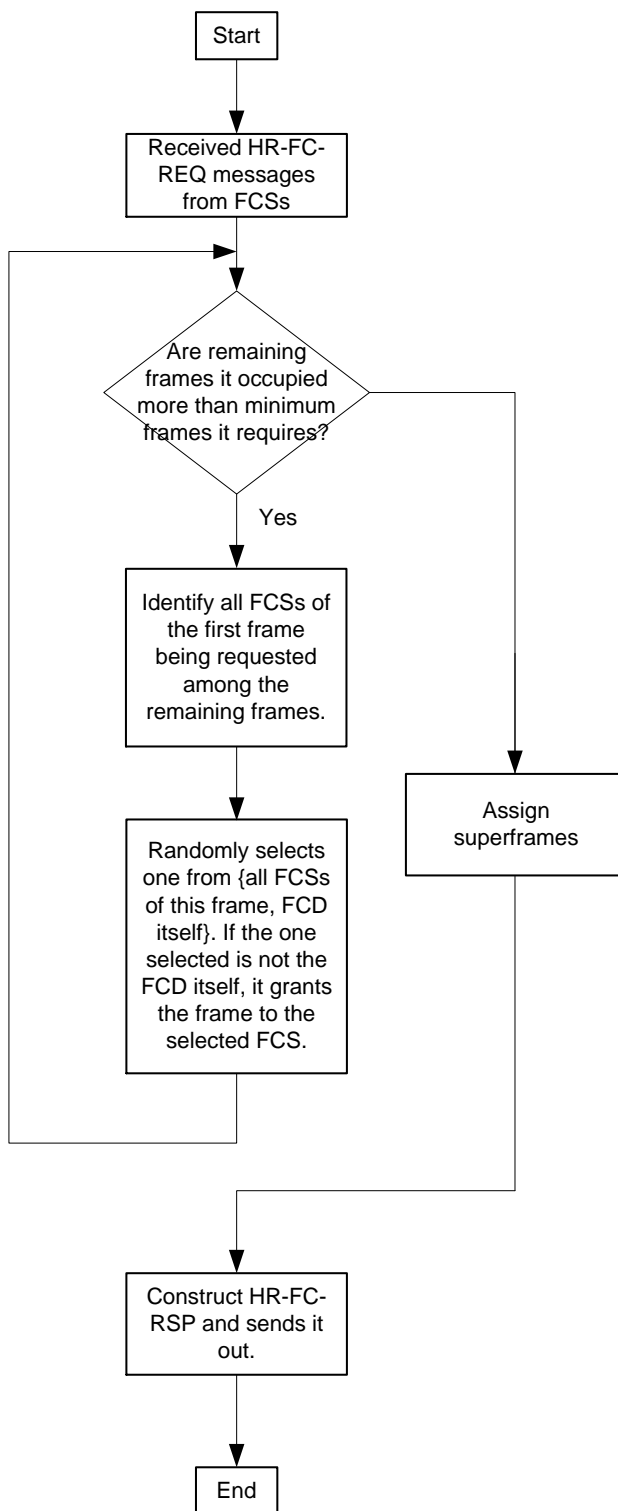 Start
Received HR-FC-
REQ messages
from FCSs
Are remaining
frames it occupied
more than minimum
frames it requires?
Yes
Identify all FCSs of
the first frame
being requested
among the
remaining frames.
Assign
superframes
Randomly selects
one from {all FCSs
of this frame, FCD
itself}. If the one
selected is not the
FCD itself, it grants
the frame to the
selected FCS.
Construct HR-FC-
RSP and sends it
out.
End